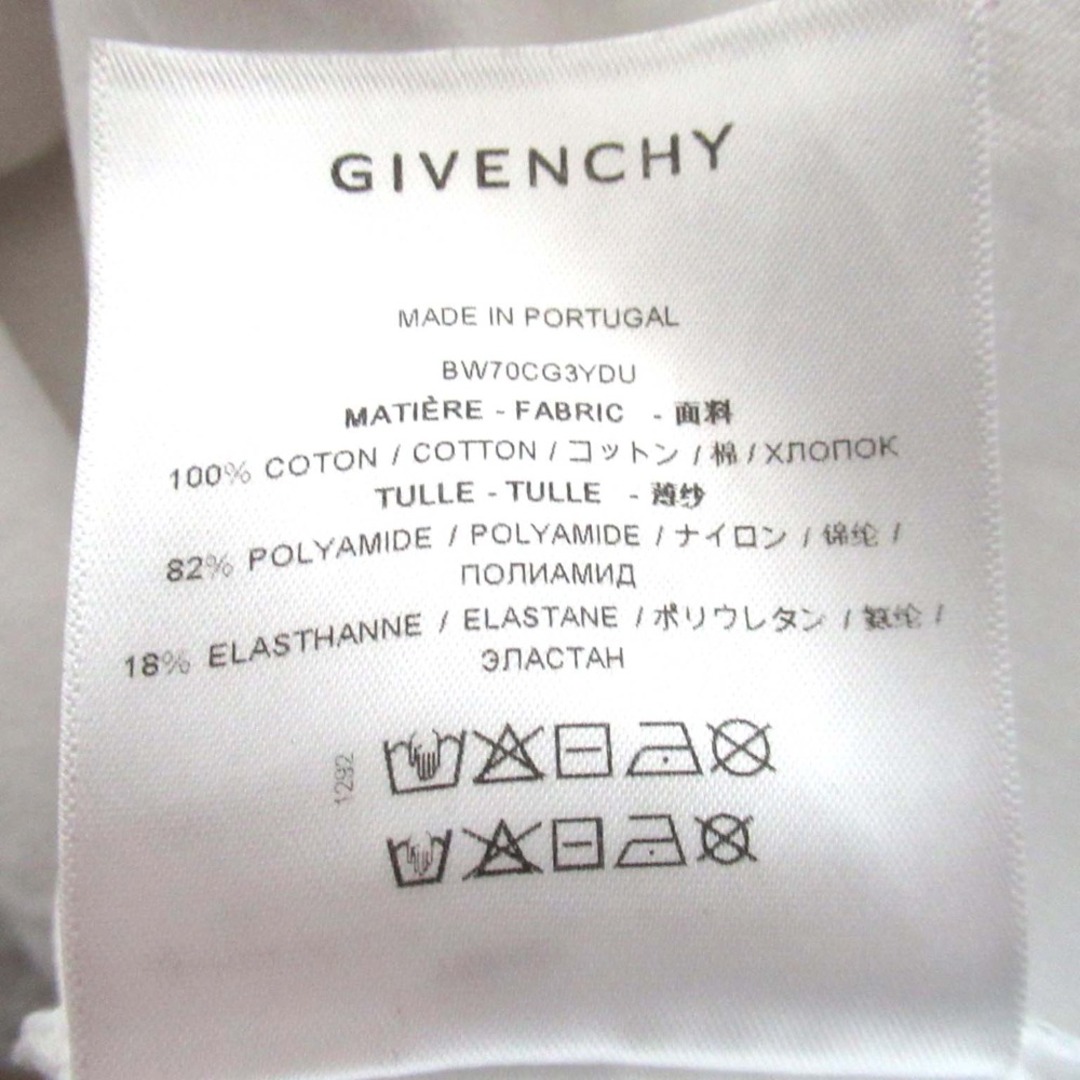 GIVENCHY
MADE IN PORTUGAL
BW70CG3YDU
MATIÈRE - FABRIC - 面料
100% COTON / COTTON / コットン / 棉 / ХЛОПОК
TULLE - TULLE - 薄纱
82% POLYAMIDE / POLYAMIDE / ナイロン / 锦纶 /
ПОЛИАМИД
18% ELASTHANNE / ELASTANE / ポリウレタン / 氨纶 /
ЭЛАСТАН
1292